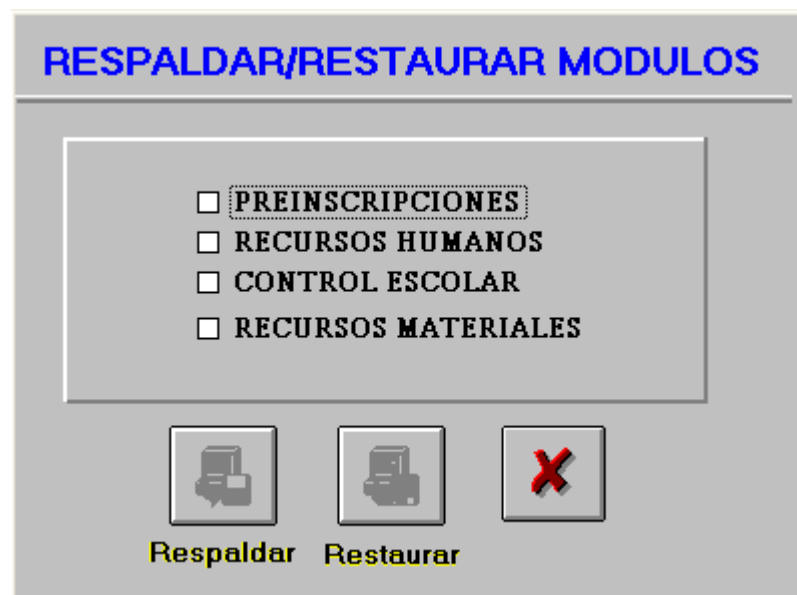 RESPALDAR/RESTAURAR MODULOS
PREINSCRIPCIONES
RECURSOS HUMANOS
CONTROL ESCOLAR
RECURSOS MATERIALES
Respaldar Restaurar